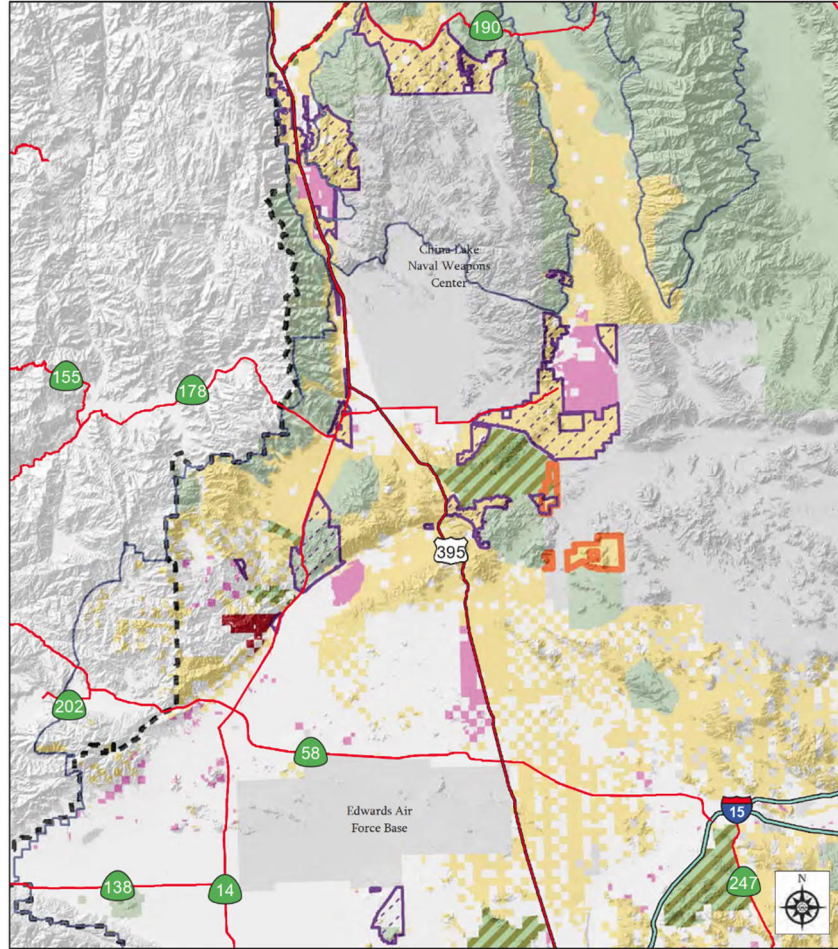 190
China Lake
Naval Weapons
Center
155
178
395
202
58
Edwards Air
Force Base
15
138
14
247
N